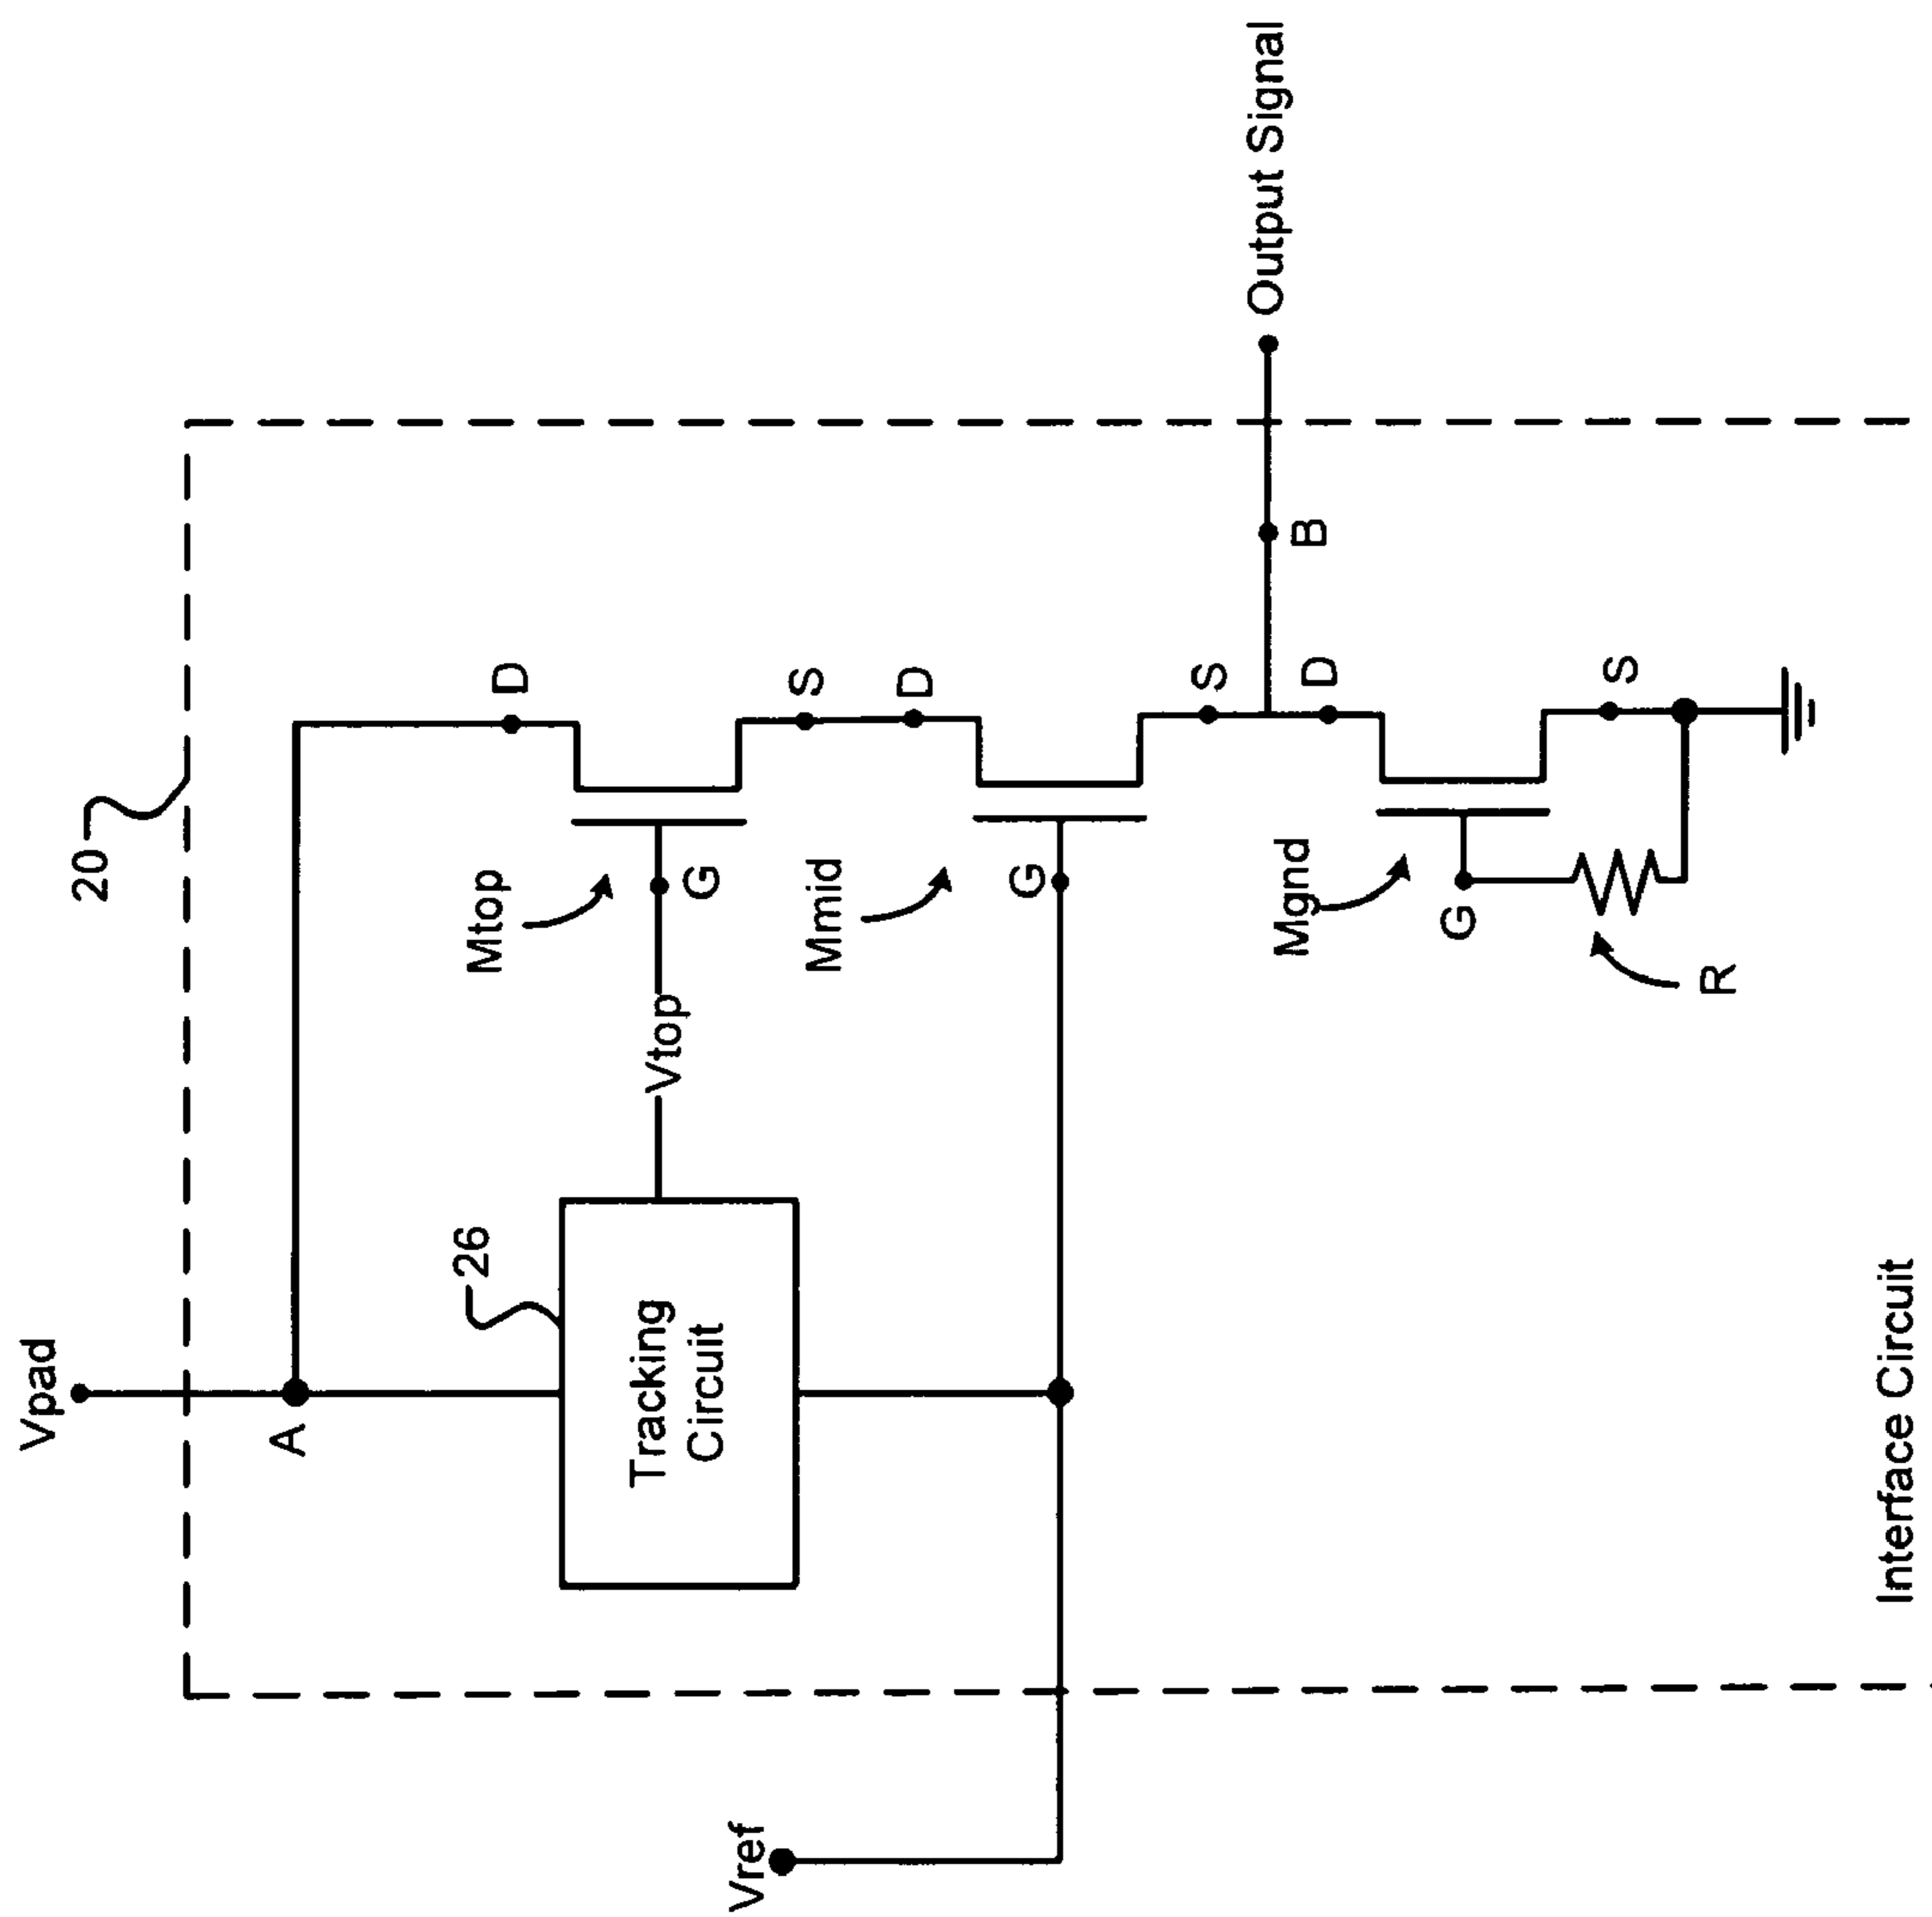 Vpad
20
A
D
26
Mtop
G
Vtop
Tracking
Circuit
S
D
Mmid
G
Vref
S
B
Output Signal
D
Mgnd
G
S
R
Interface Circuit